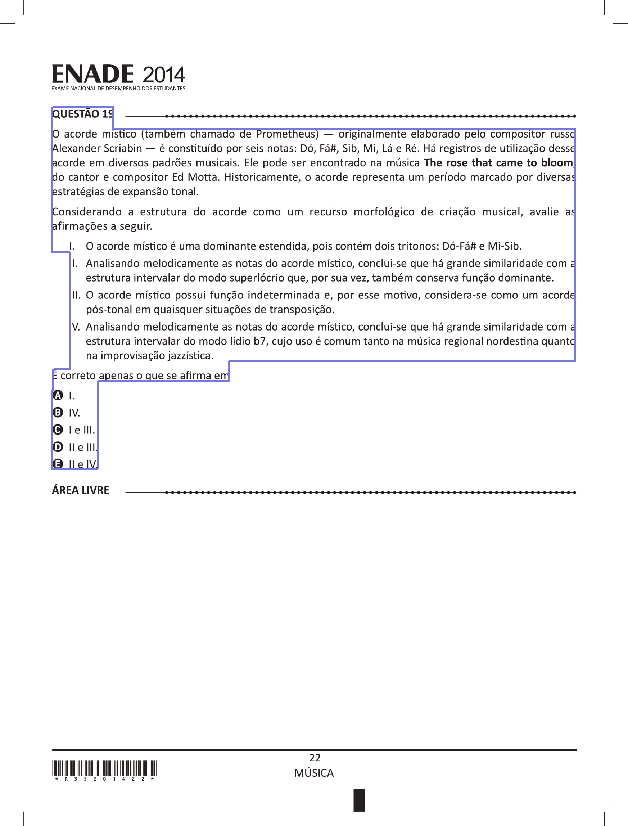 ENADE 2014
EXAME NACIONAL DE DESEMPENHO DOS ESTUDANTES
QUESTÃO 19
O acorde místico (também chamado de Prometheus) — originalmente elaborado pelo compositor russo
Alexander Scriabin — é constituído por seis notas: Dó, Fá#, Sib, Mi, Lá e Ré. Há registros de utilização desse
acorde em diversos padrões musicais. Ele pode ser encontrado na música The rose that came to bloom,
do cantor e compositor Ed Motta. Historicamente, o acorde representa um período marcado por diversas
estratégias de expansão tonal.
Considerando a estrutura do acorde como um recurso morfológico de criação musical, avalie as
afirmações a seguir.
I. O acorde místico é uma dominante estendida, pois contém dois trítonos: Dó-Fá# e Mi-Sib.
II. Analisando melodicamente as notas do acorde místico, conclui-se que há grande similaridade com a
estrutura intervalar do modo superlócrio que, por sua vez, também conserva função dominante.
III. O acorde místico possui função indeterminada e, por esse motivo, considera-se como um acorde
pós-tonal em quaisquer situações de transposição.
IV. Analisando melodicamente as notas do acorde místico, conclui-se que há grande similaridade com a
estrutura intervalar do modo lídio b7, cujo uso é comum tanto na música regional nordestina quanto
na improvisação jazzística.
É correto apenas o que se afirma em
A I.
B IV.
C I e III.
D II e III.
E II e IV.
ÁREA LIVRE
22
MÚSICA
*R3320142​2*